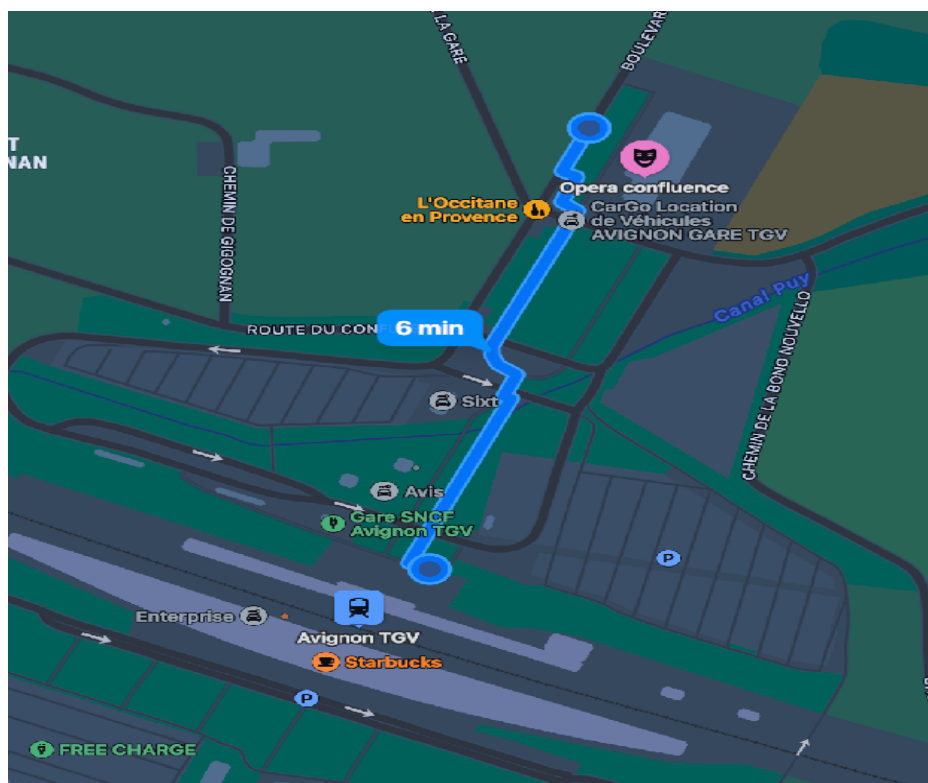 LA GARE
BOULEVAR
T
NAN
Opera confluence
L'Occitane
en Provence
CarGo Location
de Véhicules
AVIGNON GARE TGV
CHEMIN DE GIGOGNAN
Canal Puy
ROUTE DU CONF
6 min
CHEMIN DE LA BONO NOUVELLO
Sixt
Avis
Gare SNCF
Avignon TGV
P
Enterprise
Avignon TGV
Starbucks
P
FREE CHARGE